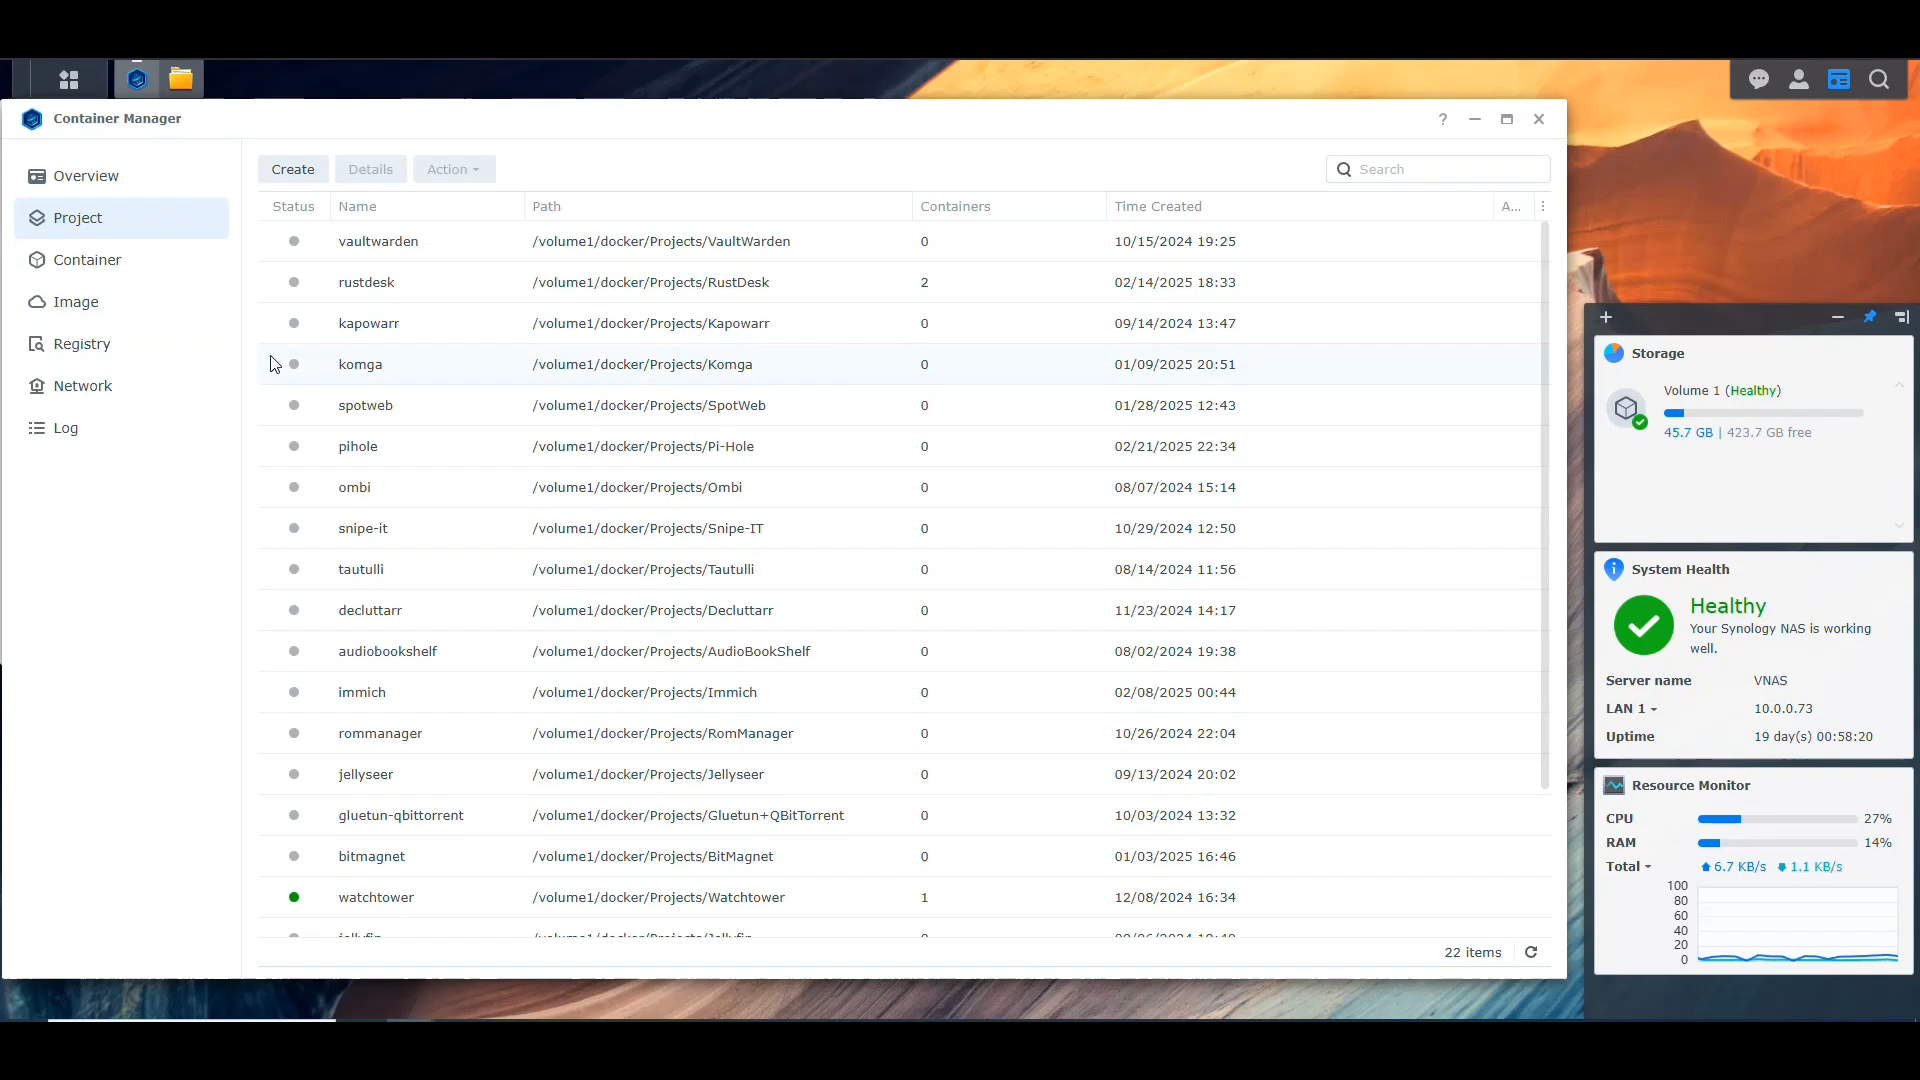 Container Manager
?
Overview
Project
Container
Image
Registry
Network
Log
Create
Details
Action
Search
Status Name Path Containers Time Created A...
vaultwarden /volume1/docker/Projects/VaultWarden 0 10/15/2024 19:25
rustdesk /volume1/docker/Projects/RustDesk 2 02/14/2025 18:33
kapowarr /volume1/docker/Projects/Kapowarr 0 09/14/2024 13:47
komga /volume1/docker/Projects/Komga 0 01/09/2025 20:51
spotweb /volume1/docker/Projects/SpotWeb 0 01/28/2025 12:43
pihole /volume1/docker/Projects/Pi-Hole 0 02/21/2025 22:34
ombi /volume1/docker/Projects/Ombi 0 08/07/2024 15:14
snipe-it /volume1/docker/Projects/Snipe-IT 0 10/29/2024 12:50
tautulli /volume1/docker/Projects/Tautulli 0 08/14/2024 11:56
decluttarr /volume1/docker/Projects/Decluttarr 0 11/23/2024 14:17
audiobookshelf /volume1/docker/Projects/AudioBookShelf 0 08/02/2024 19:38
immich /volume1/docker/Projects/Immich 0 02/08/2025 00:44
rommanager /volume1/docker/Projects/RomManager 0 10/26/2024 22:04
jellyseer /volume1/docker/Projects/Jellyseer 0 09/13/2024 20:02
gluetun-qbittorrent /volume1/docker/Projects/Gluetun+QBitTorrent 0 10/03/2024 13:32
bitmagnet /volume1/docker/Projects/BitMagnet 0 01/03/2025 16:46
watchtower /volume1/docker/Projects/Watchtower 1 12/08/2024 16:34
22 items
Storage
Volume 1 (Healthy)
45.7 GB | 423.7 GB free
System Health
Healthy
Your Synology NAS is working
well.
Server name VNAS
LAN 1 10.0.0.73
Uptime 19 day(s) 00:58:20
Resource Monitor
CPU 27%
RAM 14%
Total 6.7 KB/s 1.1 KB/s
100
80
60
40
20
0